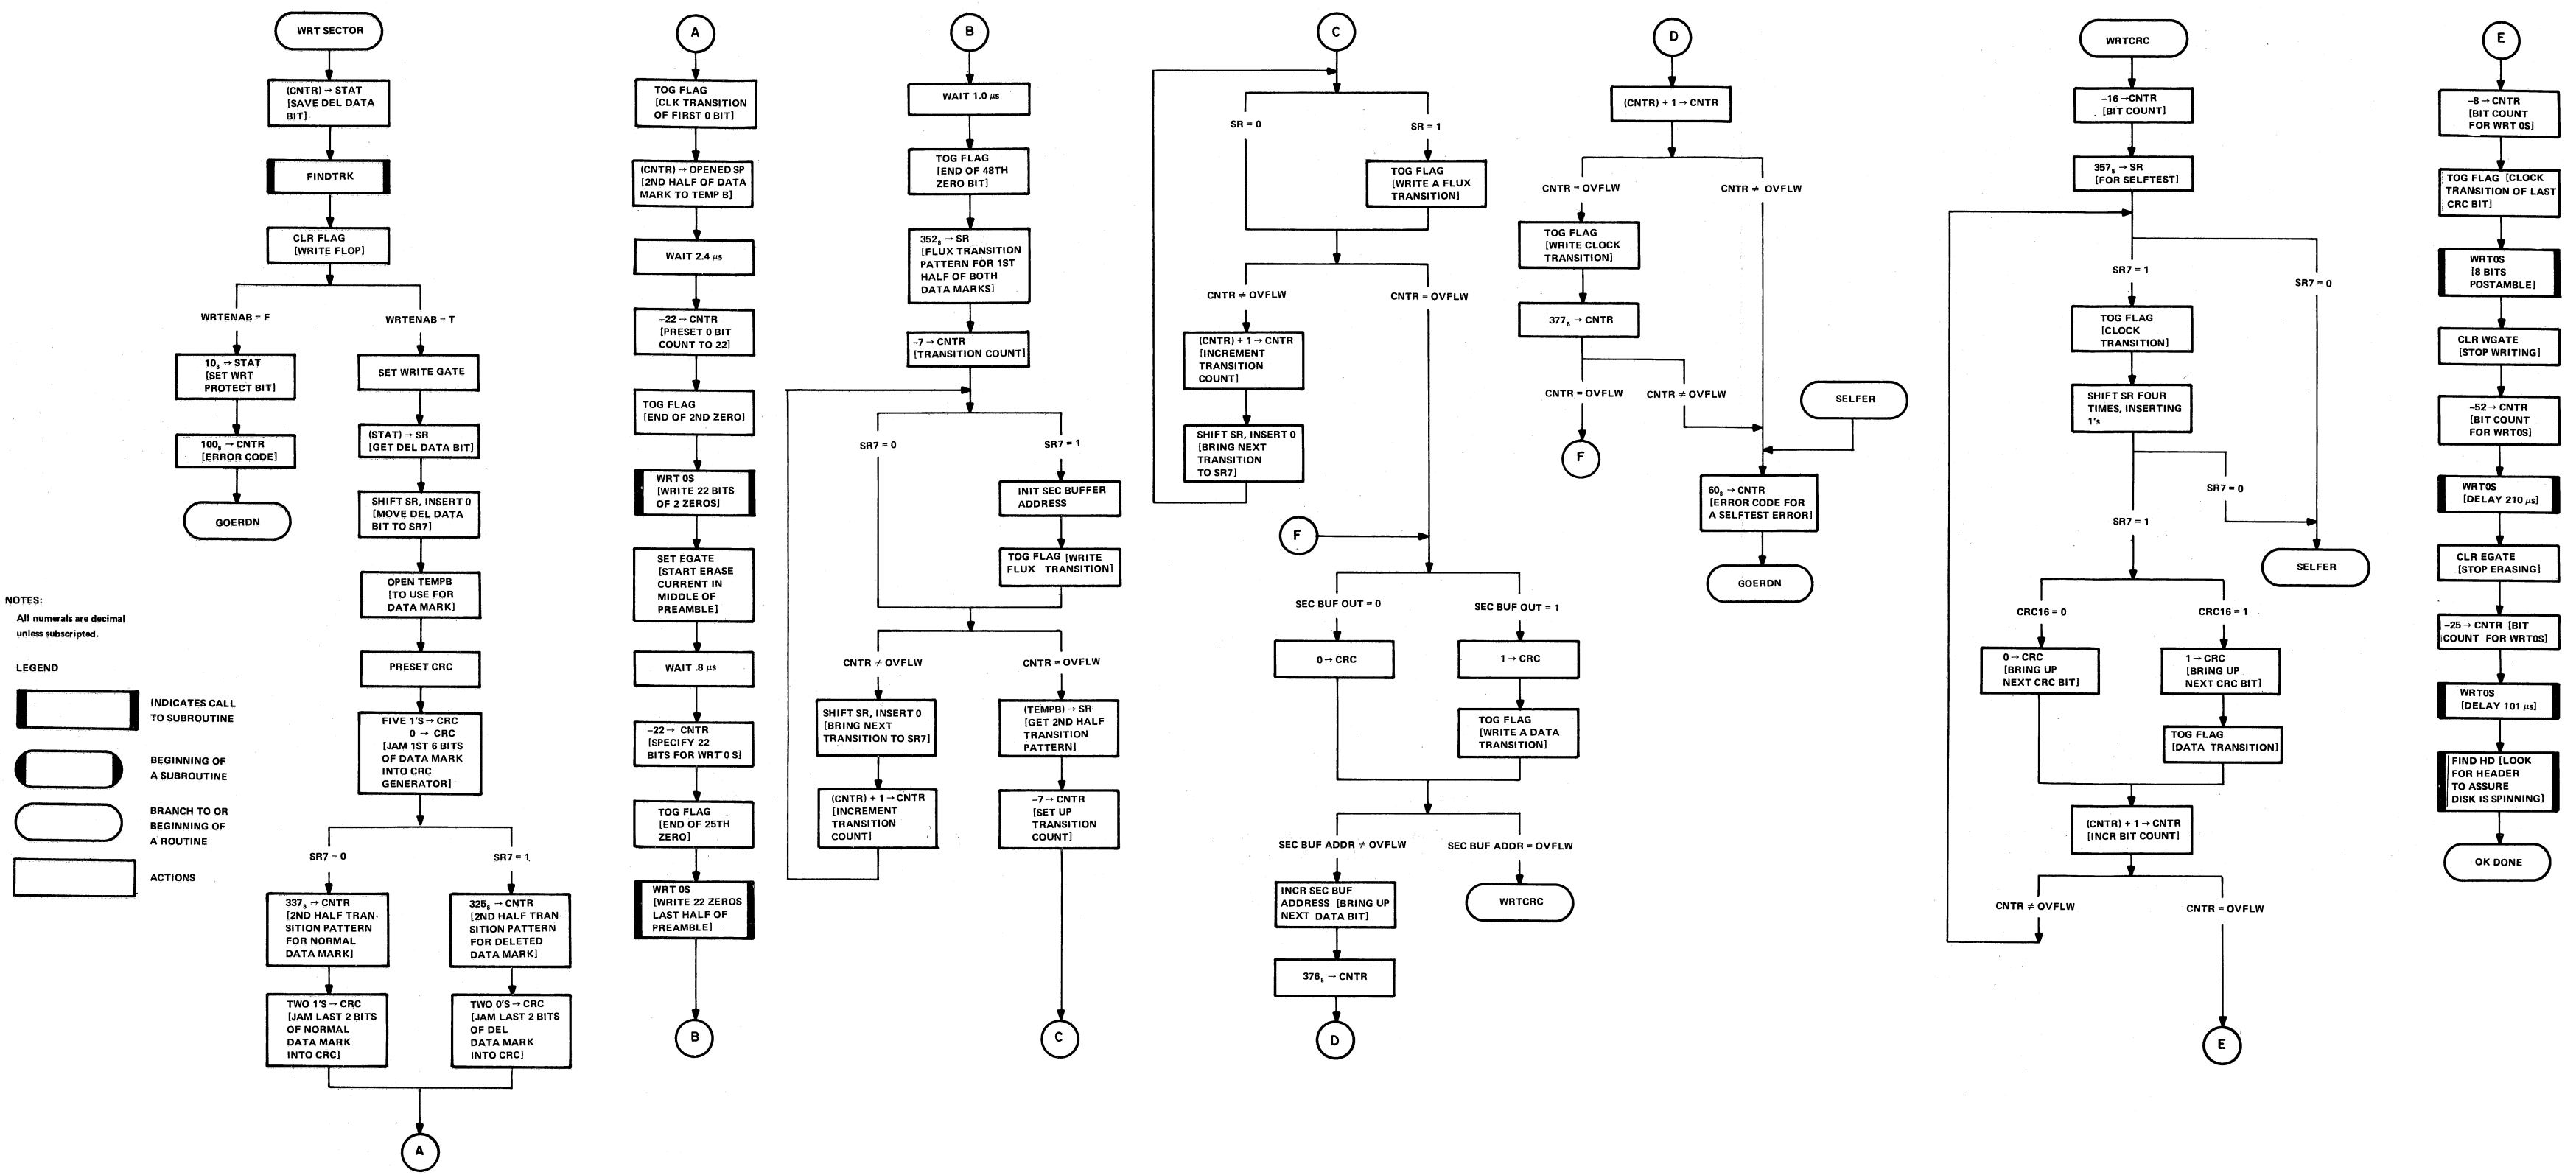 WRT SECTOR
(CNTR) → STAT
[SAVE DEL DATA
BIT]
FINDTRK
CLR FLAG
[WRITE FLOP]
WRTENAB = F
WRTENAB = T
10₈ → STAT
[SET WRT
PROTECT BIT]
100₈ → CNTR
[ERROR CODE]
GOERDN
SET WRITE GATE
(STAT) → SR
[GET DEL DATA BIT]
SHIFT SR, INSERT 0
[MOVE DEL DATA
BIT TO SR7]
OPEN TEMPB
[TO USE FOR
DATA MARK]
PRESET CRC
FIVE 1'S → CRC
0 → CRC
[JAM 1ST 6 BITS
OF DATA MARK
INTO CRC
GENERATOR]
SR7 = 0
SR7 = 1
337₈ → CNTR
[2ND HALF TRAN-
SITION PATTERN
FOR NORMAL
DATA MARK]
325₈ → CNTR
[2ND HALF TRAN-
SITION PATTERN
FOR DELETED
DATA MARK]
TWO 1'S → CRC
[JAM LAST 2 BITS
OF NORMAL
DATA MARK
INTO CRC]
TWO 0'S → CRC
[JAM LAST 2 BITS
OF DEL
DATA MARK
INTO CRC]
A
NOTES:
All numerals are decimal
unless subscripted.
LEGEND
INDICATES CALL
TO SUBROUTINE
BEGINNING OF
A SUBROUTINE
BRANCH TO OR
BEGINNING OF
A ROUTINE
ACTIONS
A
TOG FLAG
[CLK TRANSITION
OF FIRST 0 BIT]
(CNTR) → OPENED SP
[2ND HALF OF DATA
MARK TO TEMP B]
WAIT 2.4 μs
–22 → CNTR
[PRESET 0 BIT
COUNT TO 22]
TOG FLAG
[END OF 2ND ZERO]
WRT 0S
[WRITE 22 BITS
OF 2 ZEROS]
SET EGATE
[START ERASE
CURRENT IN
MIDDLE OF
PREAMBLE]
WAIT .8 μs
–22 → CNTR
[SPECIFY 22
BITS FOR WRT 0 S]
TOG FLAG
[END OF 25TH
ZERO]
WRT 0S
[WRITE 22 ZEROS
LAST HALF OF
PREAMBLE]
B
B
WAIT 1.0 μs
TOG FLAG
[END OF 48TH
ZERO BIT]
352₈ → SR
[FLUX TRANSITION
PATTERN FOR 1ST
HALF OF BOTH
DATA MARKS]
–7 → CNTR
[TRANSITION COUNT]
SR7 = 0
SR7 = 1
INIT SEC BUFFER
ADDRESS
TOG FLAG [WRITE
FLUX TRANSITION]
CNTR ≠ OVFLW
CNTR = OVFLW
SHIFT SR, INSERT 0
[BRING NEXT
TRANSITION TO SR7]
(CNTR) + 1 → CNTR
[INCREMENT
TRANSITION
COUNT]
(TEMPB) → SR
[GET 2ND HALF
TRANSITION
PATTERN]
–7 → CNTR
[SET UP
TRANSITION
COUNT]
C
C
SR = 0
SR = 1
TOG FLAG
[WRITE A FLUX
TRANSITION]
CNTR ≠ OVFLW
CNTR = OVFLW
(CNTR) + 1 → CNTR
[INCREMENT
TRANSITION
COUNT]
SHIFT SR, INSERT 0
[BRING NEXT
TRANSITION
TO SR7]
F
SEC BUF OUT = 0
SEC BUF OUT = 1
0 → CRC
1 → CRC
TOG FLAG
[WRITE A DATA
TRANSITION]
SEC BUF ADDR ≠ OVFLW
SEC BUF ADDR = OVFLW
INCR SEC BUF
ADDRESS [BRING UP
NEXT DATA BIT]
WRTCRC
376₈ → CNTR
D
D
(CNTR) + 1 → CNTR
CNTR = OVFLW
CNTR ≠ OVFLW
TOG FLAG
[WRITE CLOCK
TRANSITION]
377₈ → CNTR
CNTR = OVFLW
CNTR ≠ OVFLW
F
SELFER
60₈ → CNTR
[ERROR CODE FOR
A SELFTEST ERROR]
GOERDN
WRTCRC
–16 → CNTR
[BIT COUNT]
357₈ → SR
[FOR SELFTEST]
SR7 = 1
SR7 = 0
TOG FLAG
[CLOCK
TRANSITION]
SHIFT SR FOUR
TIMES, INSERTING
1's
SR7 = 0
SR7 = 1
SELFER
CRC16 = 0
CRC16 = 1
0 → CRC
[BRING UP
NEXT CRC BIT]
1 → CRC
[BRING UP
NEXT CRC BIT]
TOG FLAG
[DATA TRANSITION]
(CNTR) + 1 → CNTR
[INCR BIT COUNT]
CNTR ≠ OVFLW
CNTR = OVFLW
E
E
–8 → CNTR
[BIT COUNT
FOR WRT 0S]
TOG FLAG [CLOCK
TRANSITION OF LAST
CRC BIT]
WRT0S
[8 BITS
POSTAMBLE]
CLR WGATE
[STOP WRITING]
–52 → CNTR
[BIT COUNT
FOR WRT0S]
WRT0S
[DELAY 210 μs]
CLR EGATE
[STOP ERASING]
–25 → CNTR [BIT
COUNT FOR WRT0S]
WRT0S
[DELAY 101 μs]
FIND HD [LOOK
FOR HEADER
TO ASSURE
DISK IS SPINNING]
OK DONE